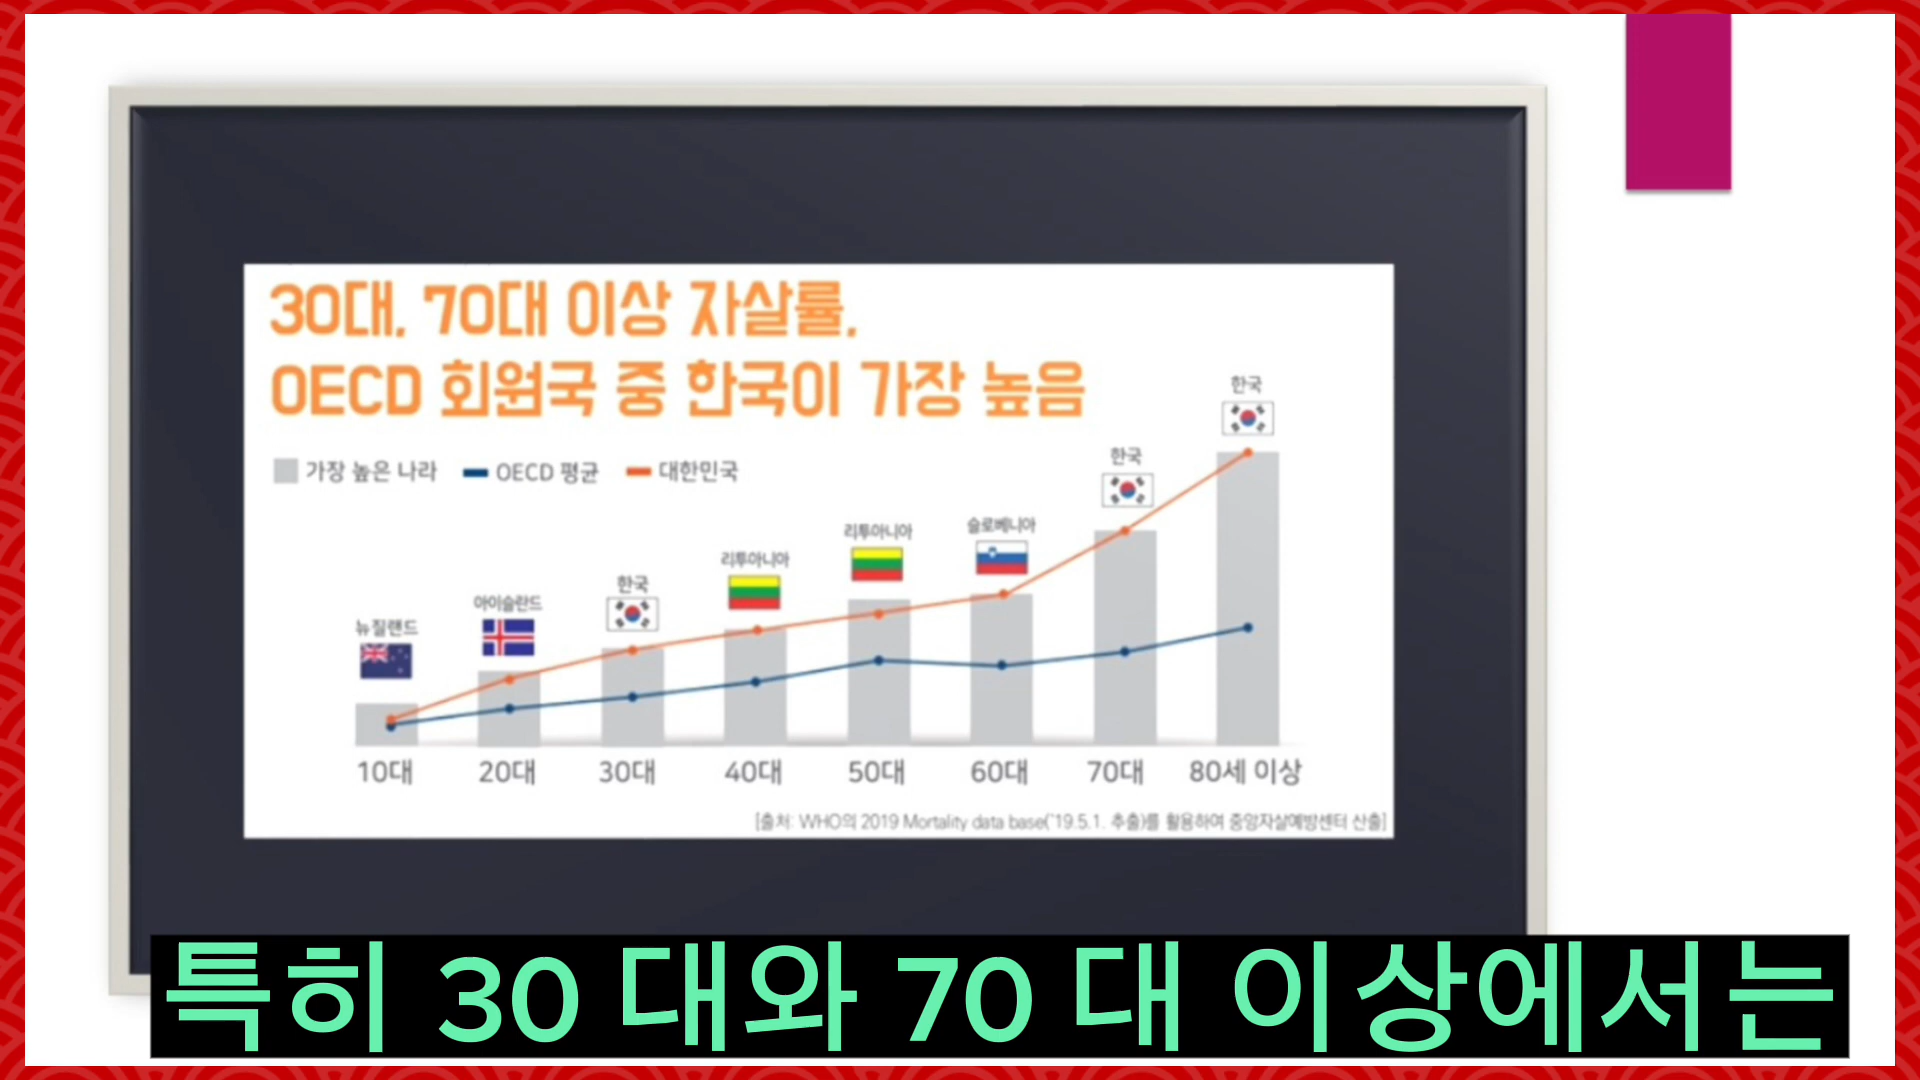 30대, 70대 이상 자살률,
OECD 회원국 중 한국이 가장 높음
가장 높은 나라 OECD 평균 대한민국
뉴질랜드
아이슬란드
한국
리투아니아
리투아니아
슬로베니아
한국
한국
10대 20대 30대 40대 50대 60대 70대 80세 이상
[출처: WHO의 2019 Mortality data base('19.5.1. 추출)를 활용하여 중앙자살예방센터 산출]
특히 30 대와 70 대 이상에서는